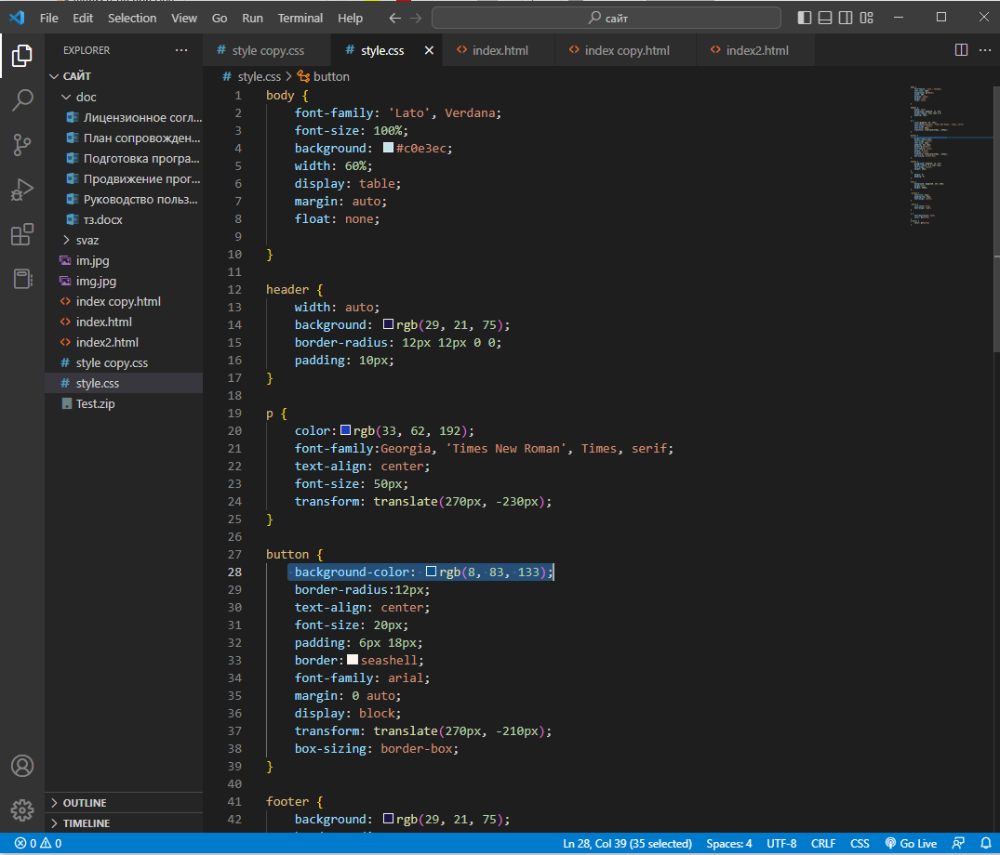 File Edit Selection View Go Run Terminal Help сайт
EXPLORER
САЙТ
doc
Лицензионное согл...
План сопровожден...
Подготовка програ...
Продвижение прог...
Руководство польз...
тз.docx
svaz
im.jpg
img.jpg
index copy.html
index.html
index2.html
style copy.css
style.css
Test.zip
OUTLINE
TIMELINE
style copy.css style.css index.html index copy.html index2.html
style.css > button
1 body {
2 font-family: 'Lato', Verdana;
3 font-size: 100%;
4 background: #c0e3ec;
5 width: 60%;
6 display: table;
7 margin: auto;
8 float: none;
9
10 }
11
12 header {
13 width: auto;
14 background: rgb(29, 21, 75);
15 border-radius: 12px 12px 0 0;
16 padding: 10px;
17 }
18
19 p {
20 color: rgb(33, 62, 192);
21 font-family:Georgia, 'Times New Roman', Times, serif;
22 text-align: center;
23 font-size: 50px;
24 transform: translate(270px, -230px);
25 }
26
27 button {
28 background-color: rgb(8, 83, 133);
29 border-radius:12px;
30 text-align: center;
31 font-size: 20px;
32 padding: 6px 18px;
33 border: seashell;
34 font-family: arial;
35 margin: 0 auto;
36 display: block;
37 transform: translate(270px, -210px);
38 box-sizing: border-box;
39 }
40
41 footer {
42 background: rgb(29, 21, 75);
0 0 Ln 28, Col 39 (35 selected) Spaces: 4 UTF-8 CRLF CSS Go Live